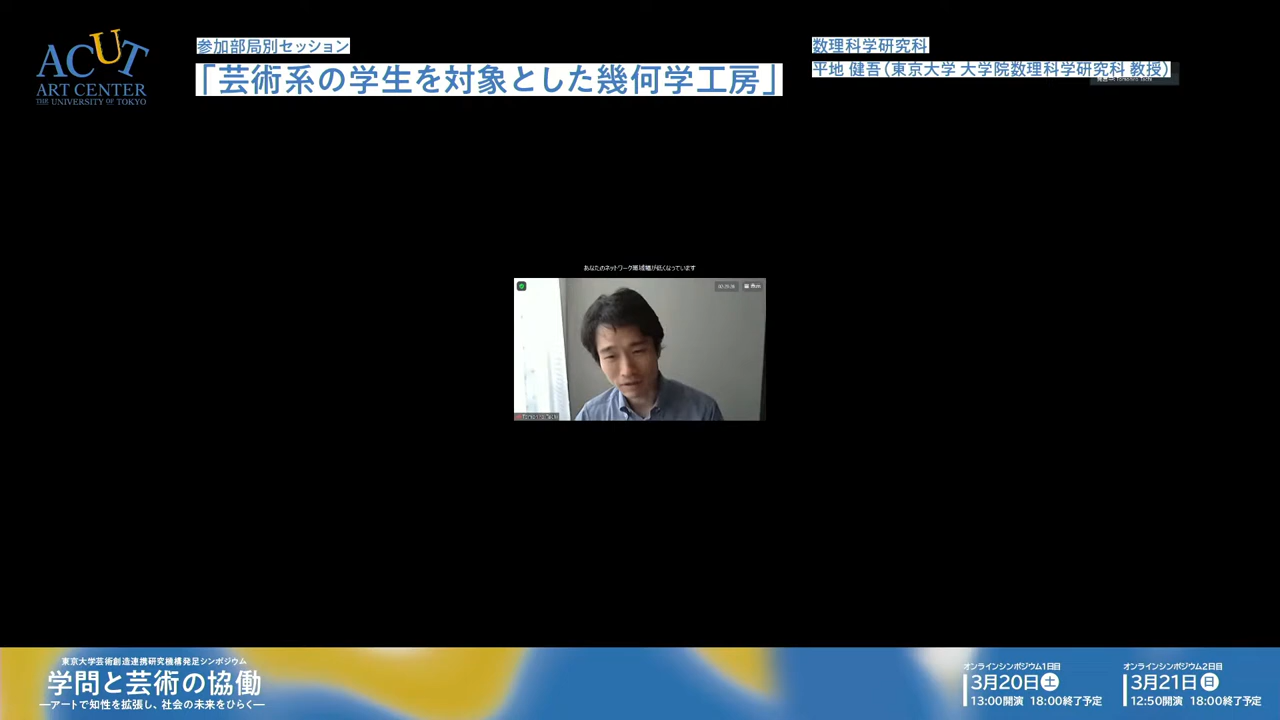 ACUT
ART CENTER
THE UNIVERSITY OF TOKYO
参加部局別セッション
「芸術系の学生を対象とした幾何学工房」
数理科学研究科
平地 健吾(東京大学 大学院数理科学研究科 教授)
Tomohiro Tachi
あなたのネットワーク帯域幅が低くなっています
表示
東京大学芸術創造連携研究機構発足シンポジウム
学問と芸術の協働
―アートで知性を拡張し、社会の未来をひらく―
オンラインシンポジウム1日目
3月20日土
13:00開演 18:00終了予定
オンラインシンポジウム2日目
3月21日日
12:50開演 18:00終了予定